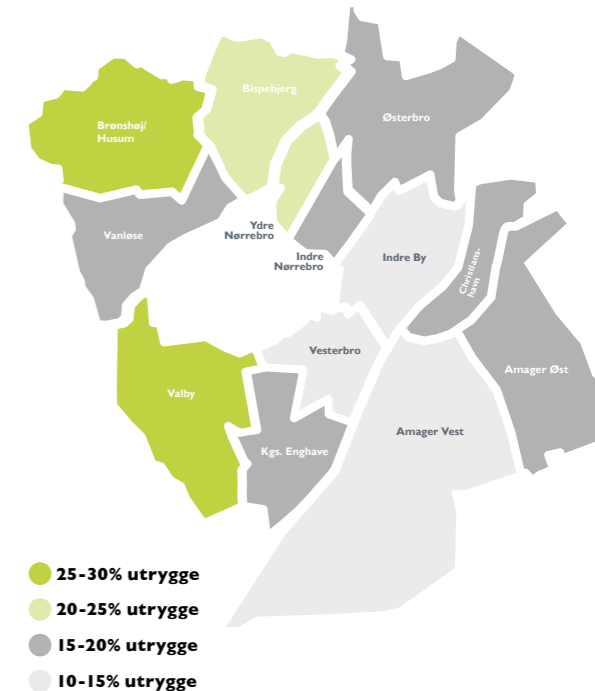 Bispebjerg
Østerbro
Brønshøj/
Husum
Vanløse
Ydre
Nørrebro
Indre
Nørrebro
Indre By
Christians-
havn
Vesterbro
Amager Øst
Valby
Amager Vest
Kgs. Enghave
25-30% utrygge
20-25% utrygge
15-20% utrygge
10-15% utrygge